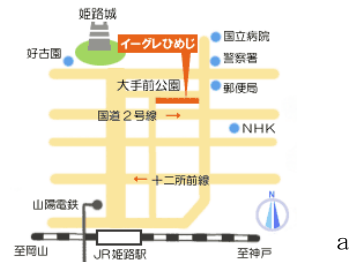 姫路城
イーグレひめじ
国立病院
好古園
警察署
大手前公園
郵便局
国道2号線 →
NHK
← 十二所前線
山陽電鉄
N
至岡山
JR姫路駅
至神戸
a